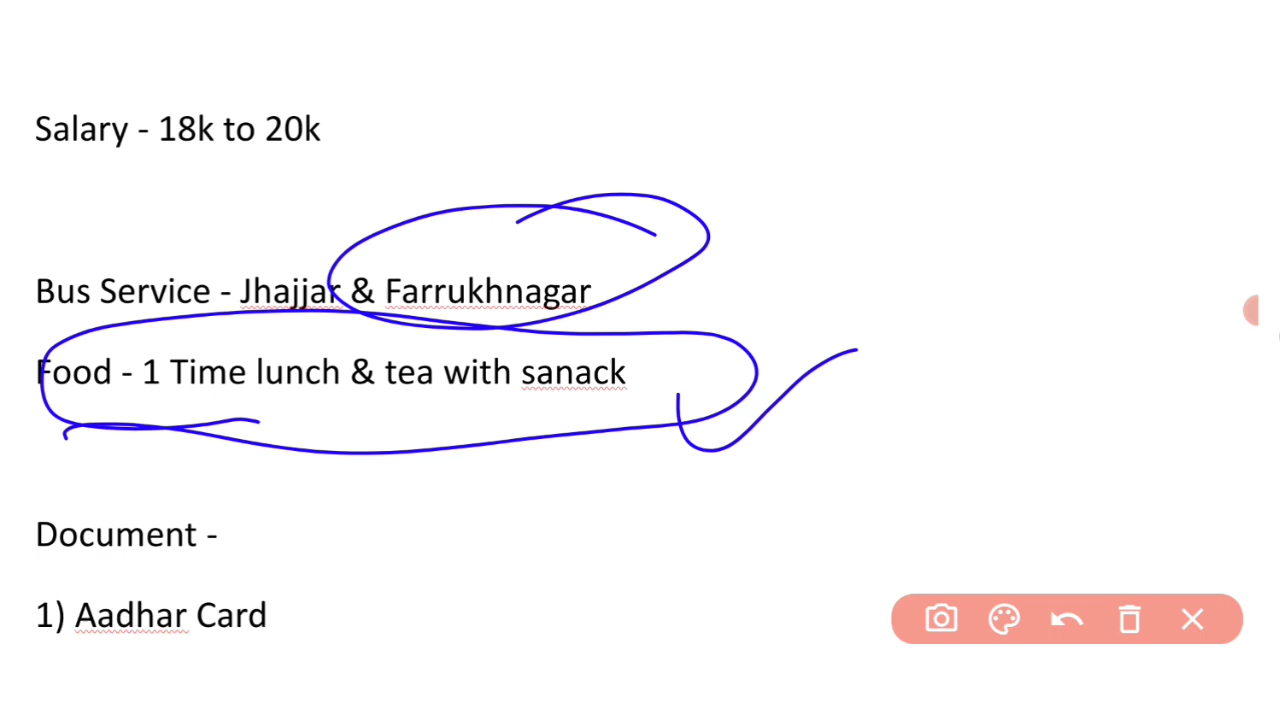 Salary - 18k to 20k
Bus Service - Jhajjar & Farrukhnagar
Food - 1 Time lunch & tea with sanack
Document -
1) Aadhar Card